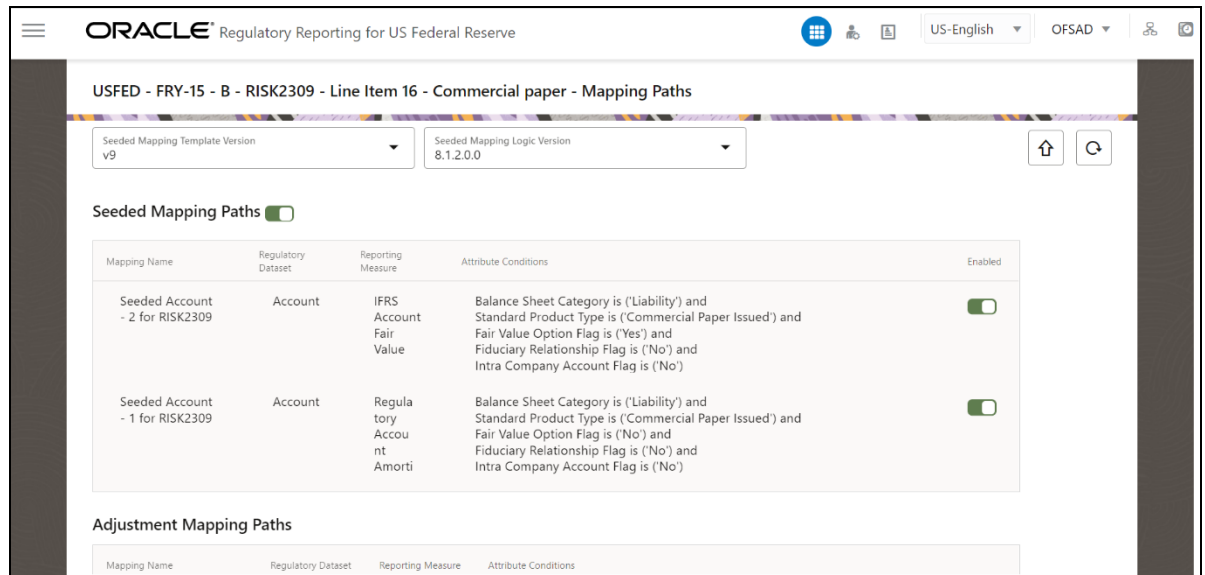 ORACLE® Regulatory Reporting for US Federal Reserve
US-English
OFSAD
USFED - FRY-15 - B - RISK2309 - Line Item 16 - Commercial paper - Mapping Paths
Seeded Mapping Template Version
v9
Seeded Mapping Logic Version
8.1.2.0.0
Seeded Mapping Paths
Mapping Name
Regulatory
Dataset
Reporting
Measure
Attribute Conditions
Enabled
Seeded Account
- 2 for RISK2309
Account
IFRS
Account
Fair
Value
Balance Sheet Category is ('Liability') and
Standard Product Type is ('Commercial Paper Issued') and
Fair Value Option Flag is ('Yes') and
Fiduciary Relationship Flag is ('No') and
Intra Company Account Flag is ('No')
Seeded Account
- 1 for RISK2309
Account
Regula
tory
Accou
nt
Amorti
Balance Sheet Category is ('Liability') and
Standard Product Type is ('Commercial Paper Issued') and
Fair Value Option Flag is ('No') and
Fiduciary Relationship Flag is ('No') and
Intra Company Account Flag is ('No')
Adjustment Mapping Paths
Mapping Name
Regulatory Dataset
Reporting Measure
Attribute Conditions